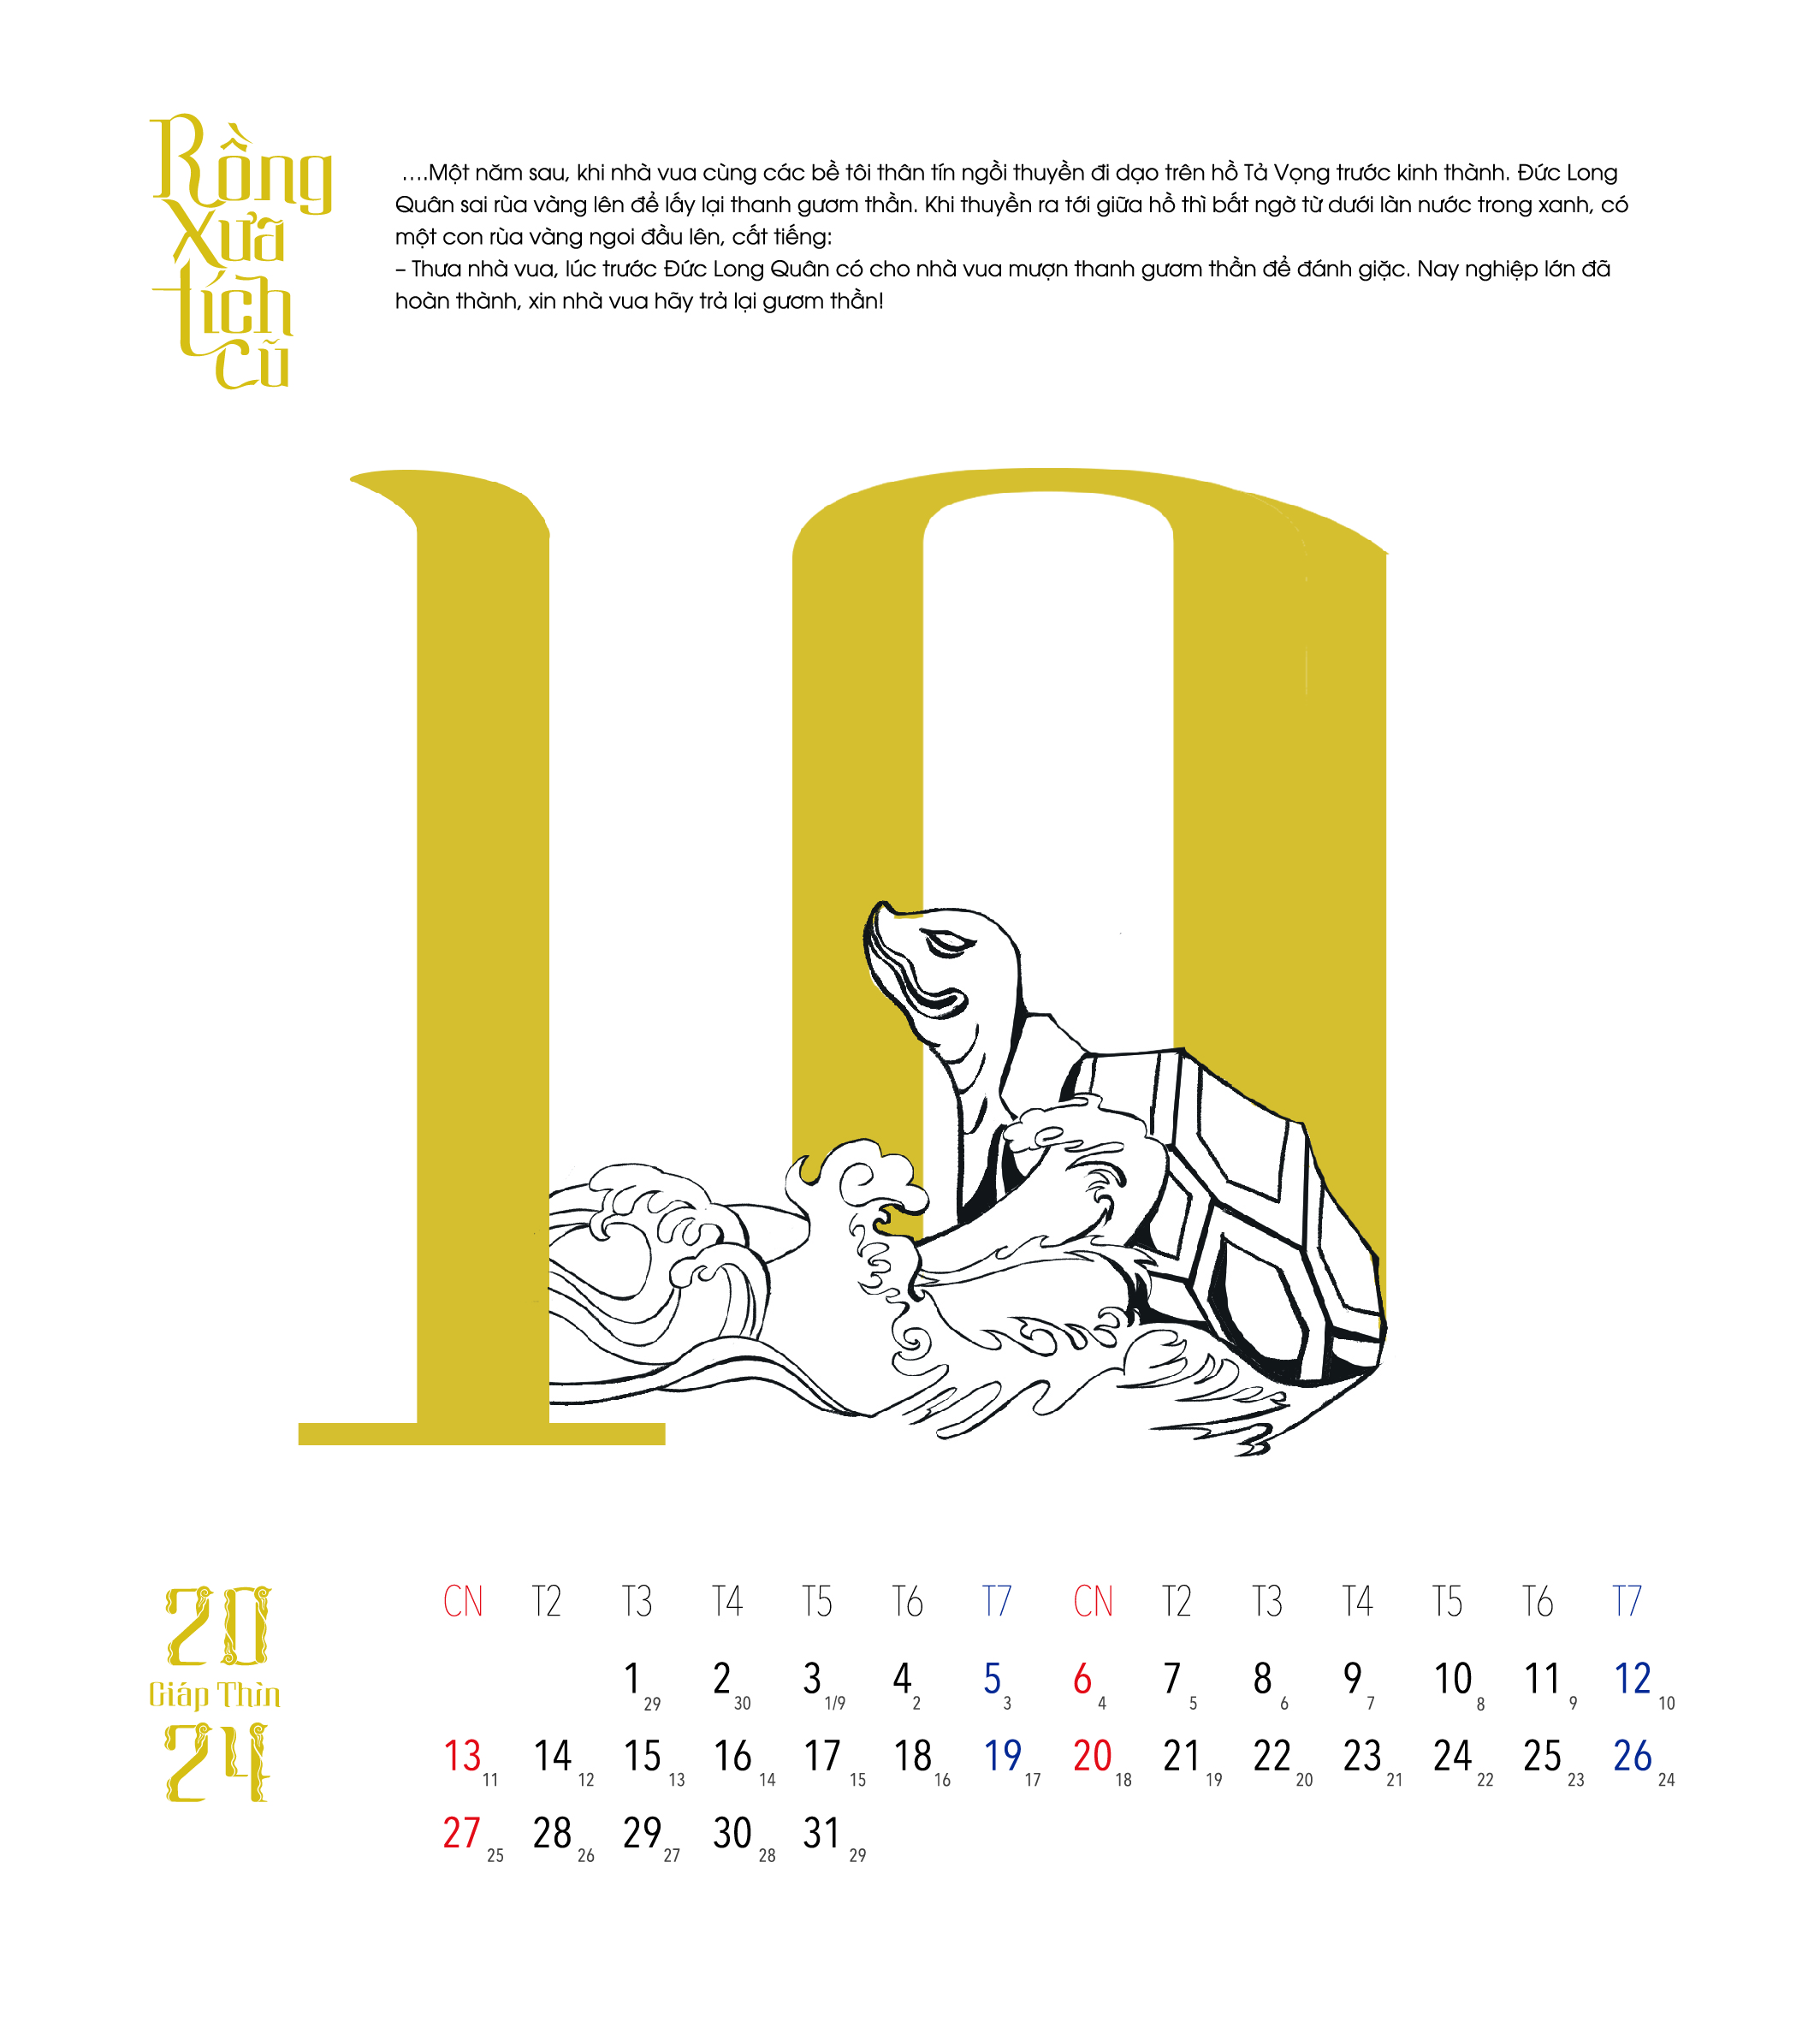 Rồng
xưa
tích
cũ
....Một năm sau, khi nhà vua cùng các bề tôi thân tín ngồi thuyền đi dạo trên hồ Tả Vọng trước kinh thành. Đức Long
Quân sai rùa vàng lên để lấy lại thanh gươm thần. Khi thuyền ra tới giữa hồ thì bất ngờ từ dưới làn nước trong xanh, có
một con rùa vàng ngoi đầu lên, cất tiếng:
– Thưa nhà vua, lúc trước Đức Long Quân có cho nhà vua mượn thanh gươm thần để đánh giặc. Nay nghiệp lớn đã
hoàn thành, xin nhà vua hãy trả lại gươm thần!
10
20
Giáp Thìn
24
CN T2 T3 T4 T5 T6 T7 CN T2 T3 T4 T5 T6 T7
1 29 2 30 3 1/9 4 2 5 3 6 4 7 5 8 6 9 7 10 8 11 9 12 10
13 11 14 12 15 13 16 14 17 15 18 16 19 17 20 18 21 19 22 20 23 21 24 22 25 23 26 24
27 25 28 26 29 27 30 28 31 29